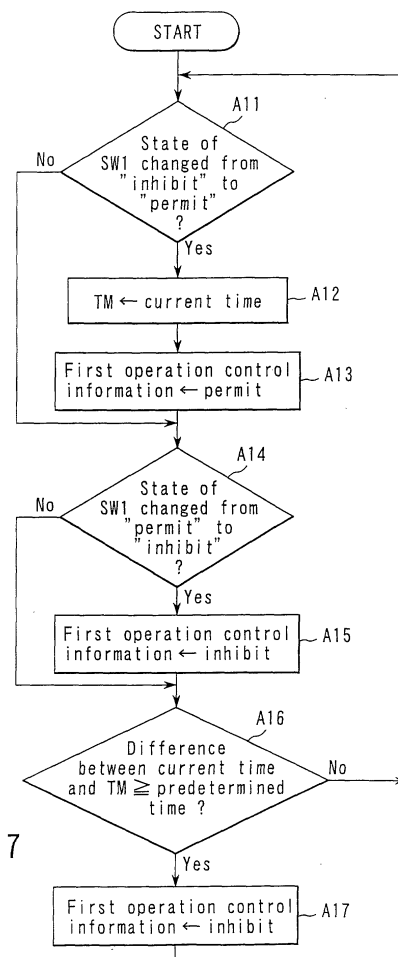 START
A11
No
State of
SW1 changed from
"inhibit" to
"permit"
?
Yes
TM ← current time
A12
First operation control
information ← permit
A13
A14
No
State of
SW1 changed from
"permit" to
"inhibit"
?
Yes
First operation control
information ← inhibit
A15
A16
Difference
between current time
and TM ≧ predetermined
time ?
No
7
Yes
First operation control
information ← inhibit
A17